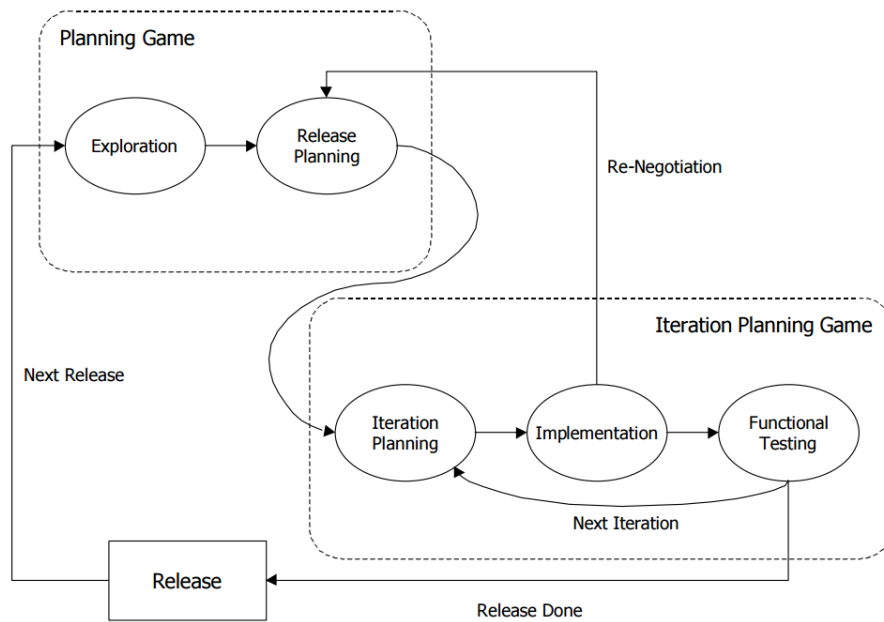 Planning Game
Exploration
Release
Planning
Re-Negotiation
Iteration Planning Game
Next Release
Iteration
Planning
Implementation
Functional
Testing
Next Iteration
Release
Release Done